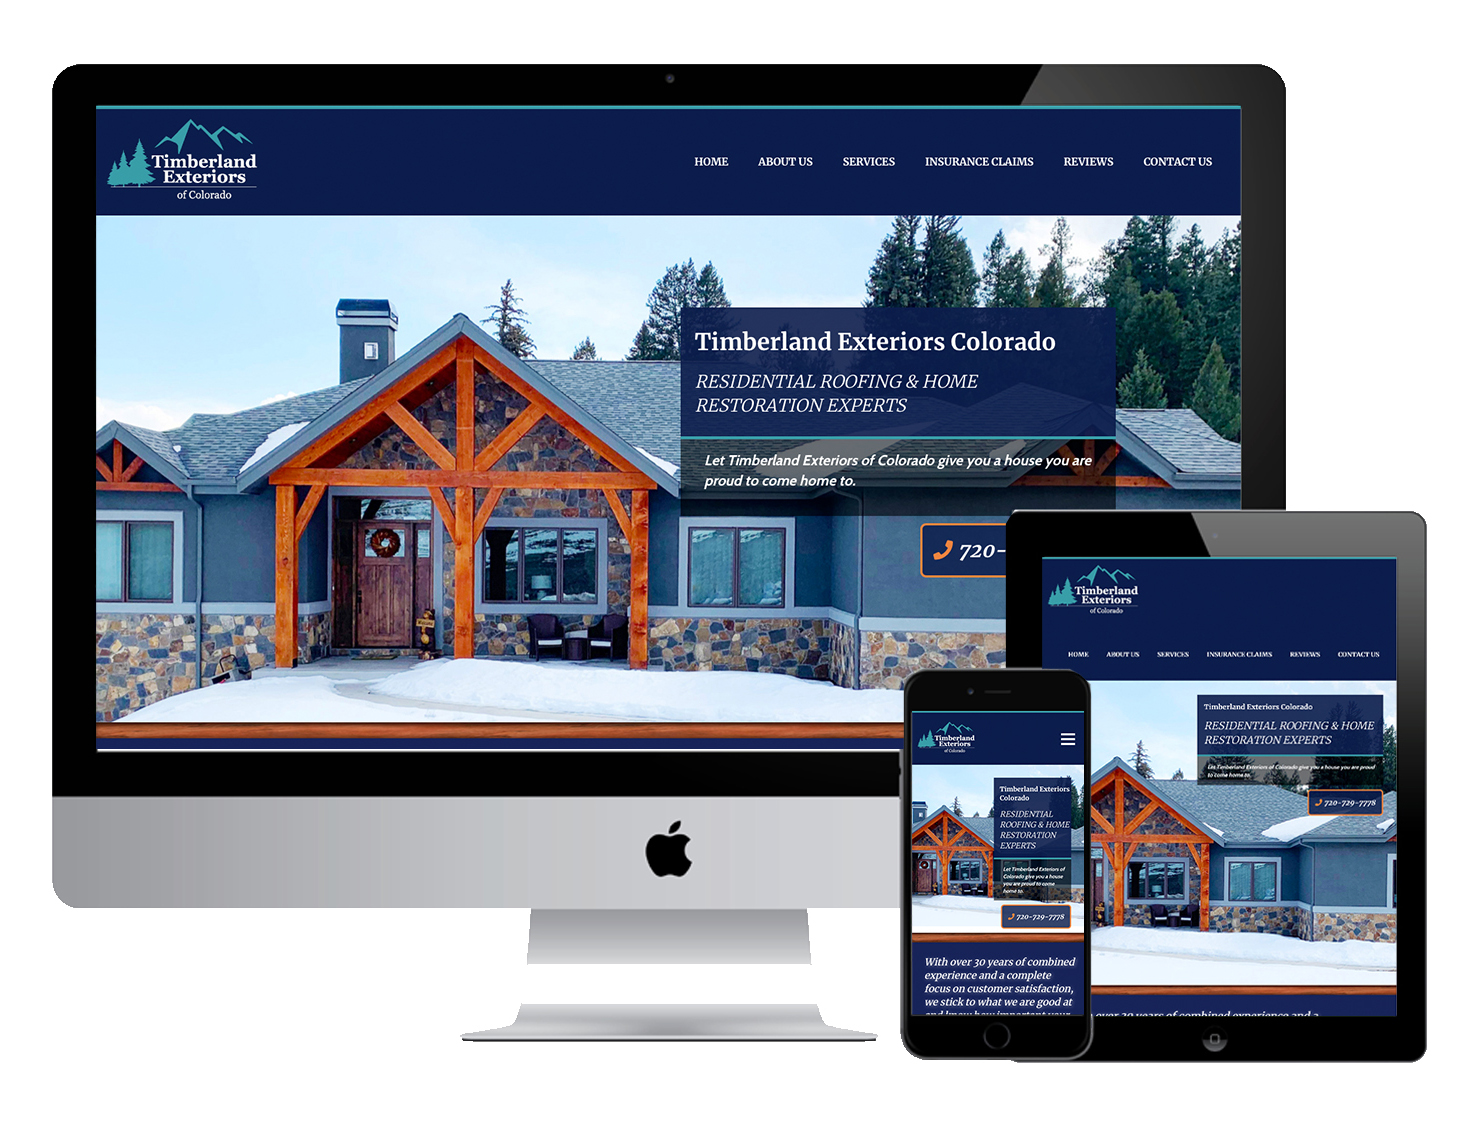 Timberland
Exteriors
of Colorado
HOME ABOUT US SERVICES INSURANCE CLAIMS REVIEWS CONTACT US
Timberland Exteriors Colorado
RESIDENTIAL ROOFING & HOME
RESTORATION EXPERTS
Let Timberland Exteriors of Colorado give you a house you are
proud to come home to.
720-
Timberland
Exteriors
of Colorado
HOME ABOUT US SERVICES INSURANCE CLAIMS REVIEWS CONTACT US
Timberland Exteriors Colorado
RESIDENTIAL ROOFING & HOME
RESTORATION EXPERTS
Let Timberland Exteriors of Colorado give you a house you are proud
to come home to.
720-729-7778
over 30 years of combined experience and a
Timberland
Exteriors
of Colorado
Timberland Exteriors
Colorado
RESIDENTIAL
ROOFING & HOME
RESTORATION
EXPERTS
Let Timberland Exteriors of
Colorado give you a house
you are proud to come
home to.
720-729-7778
With over 30 years of combined
experience and a complete
focus on customer satisfaction,
we stick to what we are good at
and know how important your